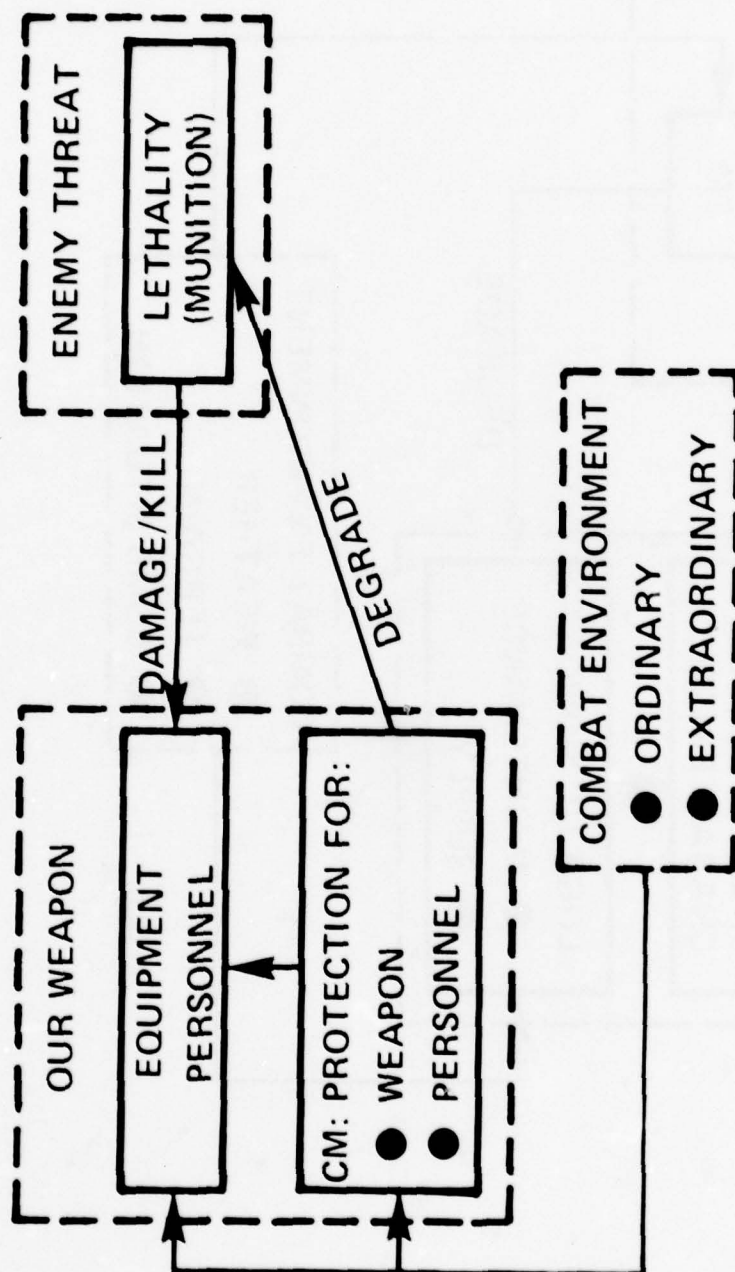 OUR WEAPON
EQUIPMENT
PERSONNEL
CM: PROTECTION FOR:
● WEAPON
● PERSONNEL
DAMAGE/KILL
DEGRADE
ENEMY THREAT
LETHALITY
(MUNITION)
COMBAT ENVIRONMENT
● ORDINARY
● EXTRAORDINARY